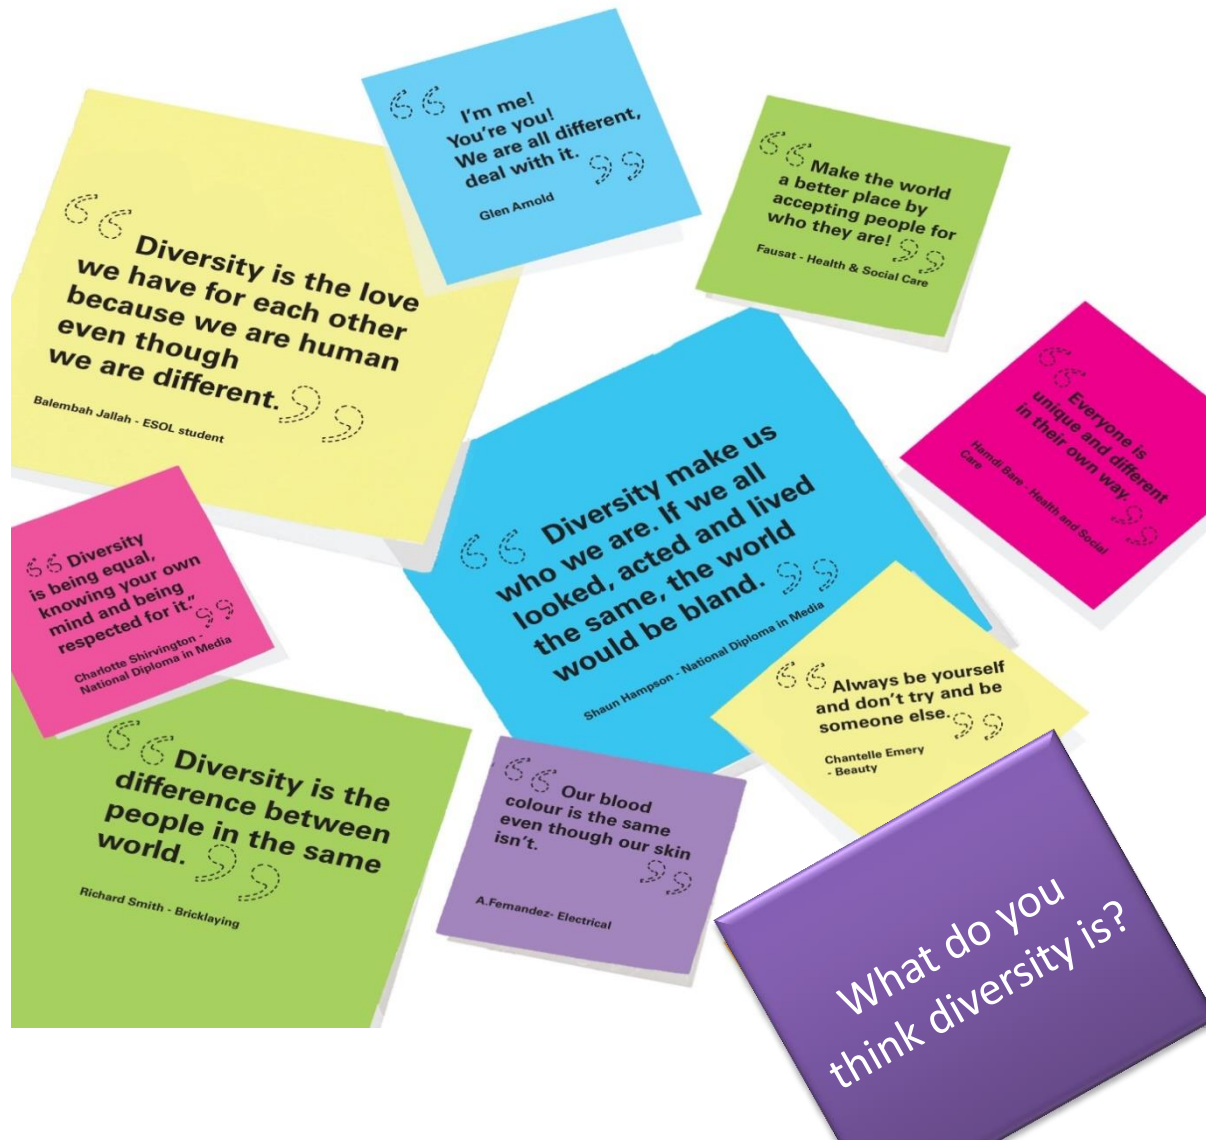 “ I'm me!
You're you!
We are all different,
deal with it. ”
Glen Arnold
“ Make the world
a better place by
accepting people for
who they are! ”
Fausat - Health & Social Care
“ Diversity is the love
we have for each other
because we are human
even though
we are different. ”
Balembah Jallah - ESOL student
“ Everyone is
unique and different
in their own way. ”
Hamdi Bare - Health and Social
Care
“ Diversity make us
who we are. If we all
looked, acted and lived
the same, the world
would be bland. ”
Shaun Hampson - National Diploma in Media
“ Diversity
is being equal,
knowing your own
mind and being
respected for it.” ”
Charlotte Shirvington -
National Diploma in Media
“ Always be yourself
and don't try and be
someone else. ”
Chantelle Emery
- Beauty
“ Diversity is the
difference between
people in the same
world. ”
Richard Smith - Bricklaying
“ Our blood
colour is the same
even though our skin
isn't. ”
A.Fernandez- Electrical
What do you
think diversity is?